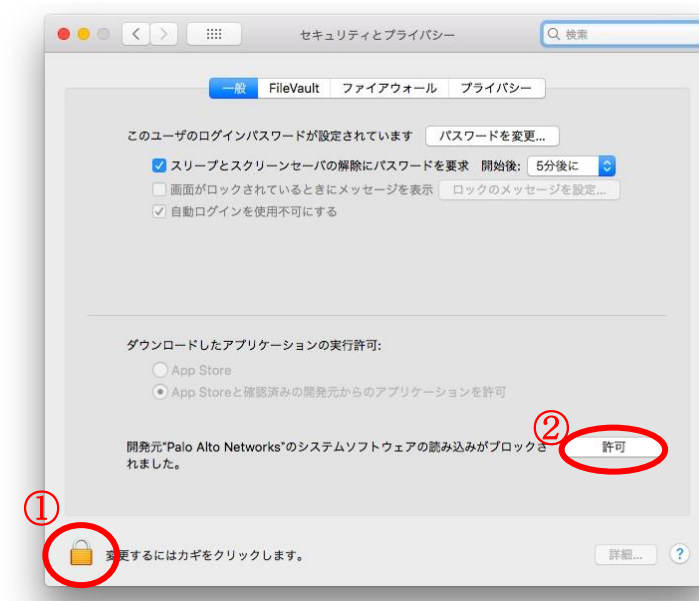 セキュリティとプライバシー
検索
一般 FileVault ファイアウォール プライバシー
このユーザのログインパスワードが設定されています パスワードを変更...
スリープとスクリーンセーバの解除にパスワードを要求 開始後: 5分後に
画面がロックされているときにメッセージを表示 ロックのメッセージを設定...
自動ログインを使用不可にする
ダウンロードしたアプリケーションの実行許可:
App Store
App Storeと確認済みの開発元からのアプリケーションを許可
②
開発元"Palo Alto Networks"のシステムソフトウェアの読み込みがブロックさ 許可
れました。
①
変更するにはカギをクリックします。 詳細... ?